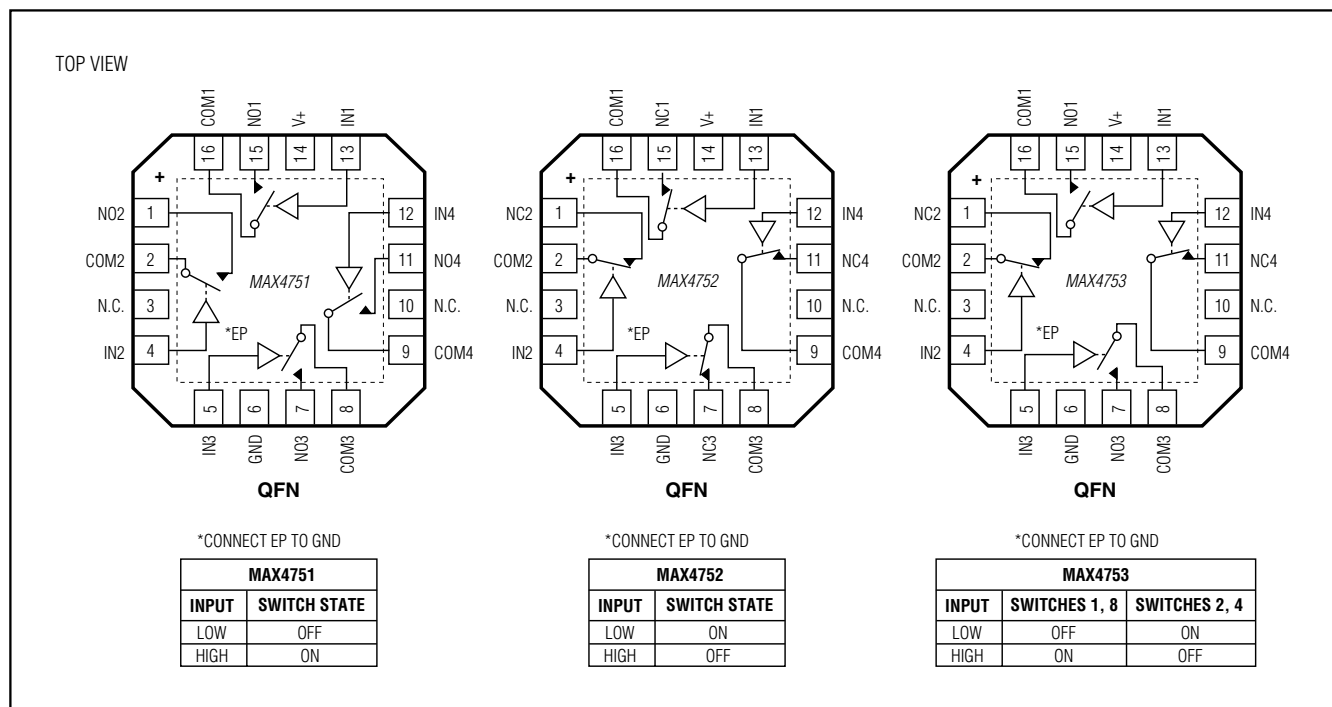 TOP VIEW
COM1
NO1
V+
IN1
16
15
14
13
+
NO2
1
12
IN4
COM2
2
11
NO4
MAX4751
N.C.
3
10
N.C.
*EP
IN2
4
9
COM4
5
6
7
8
IN3
GND
NO3
COM3
QFN
*CONNECT EP TO GND
MAX4751
INPUT SWITCH STATE
LOW OFF
HIGH ON
COM1
NC1
V+
IN1
16
15
14
13
+
NC2
1
12
IN4
COM2
2
11
NC4
MAX4752
N.C.
3
10
N.C.
*EP
IN2
4
9
COM4
5
6
7
8
IN3
GND
NC3
COM3
QFN
*CONNECT EP TO GND
MAX4752
INPUT SWITCH STATE
LOW ON
HIGH OFF
COM1
NO1
V+
IN1
16
15
14
13
+
NC2
1
12
IN4
COM2
2
11
NC4
MAX4753
N.C.
3
10
N.C.
*EP
IN2
4
9
COM4
5
6
7
8
IN3
GND
NO3
COM3
QFN
*CONNECT EP TO GND
MAX4753
INPUT SWITCHES 1, 8 SWITCHES 2, 4
LOW OFF ON
HIGH ON OFF